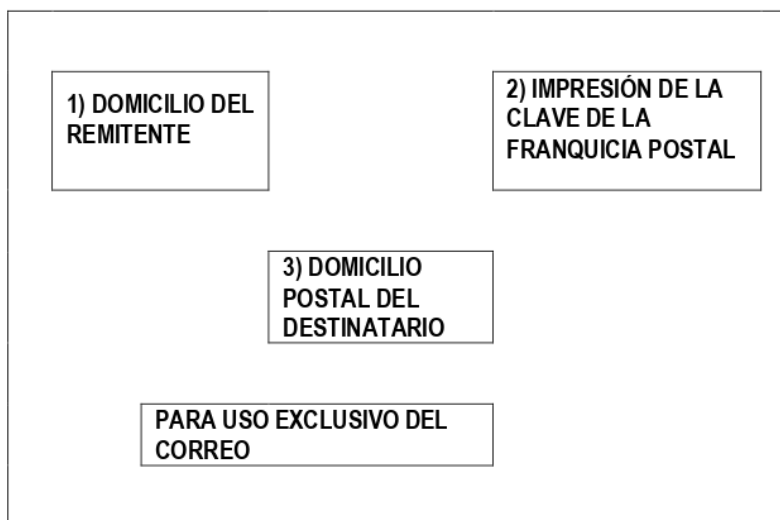 1) DOMICILIO DEL
REMITENTE
2) IMPRESIÓN DE LA
CLAVE DE LA
FRANQUICIA POSTAL
3) DOMICILIO
POSTAL DEL
DESTINATARIO
PARA USO EXCLUSIVO DEL
CORREO